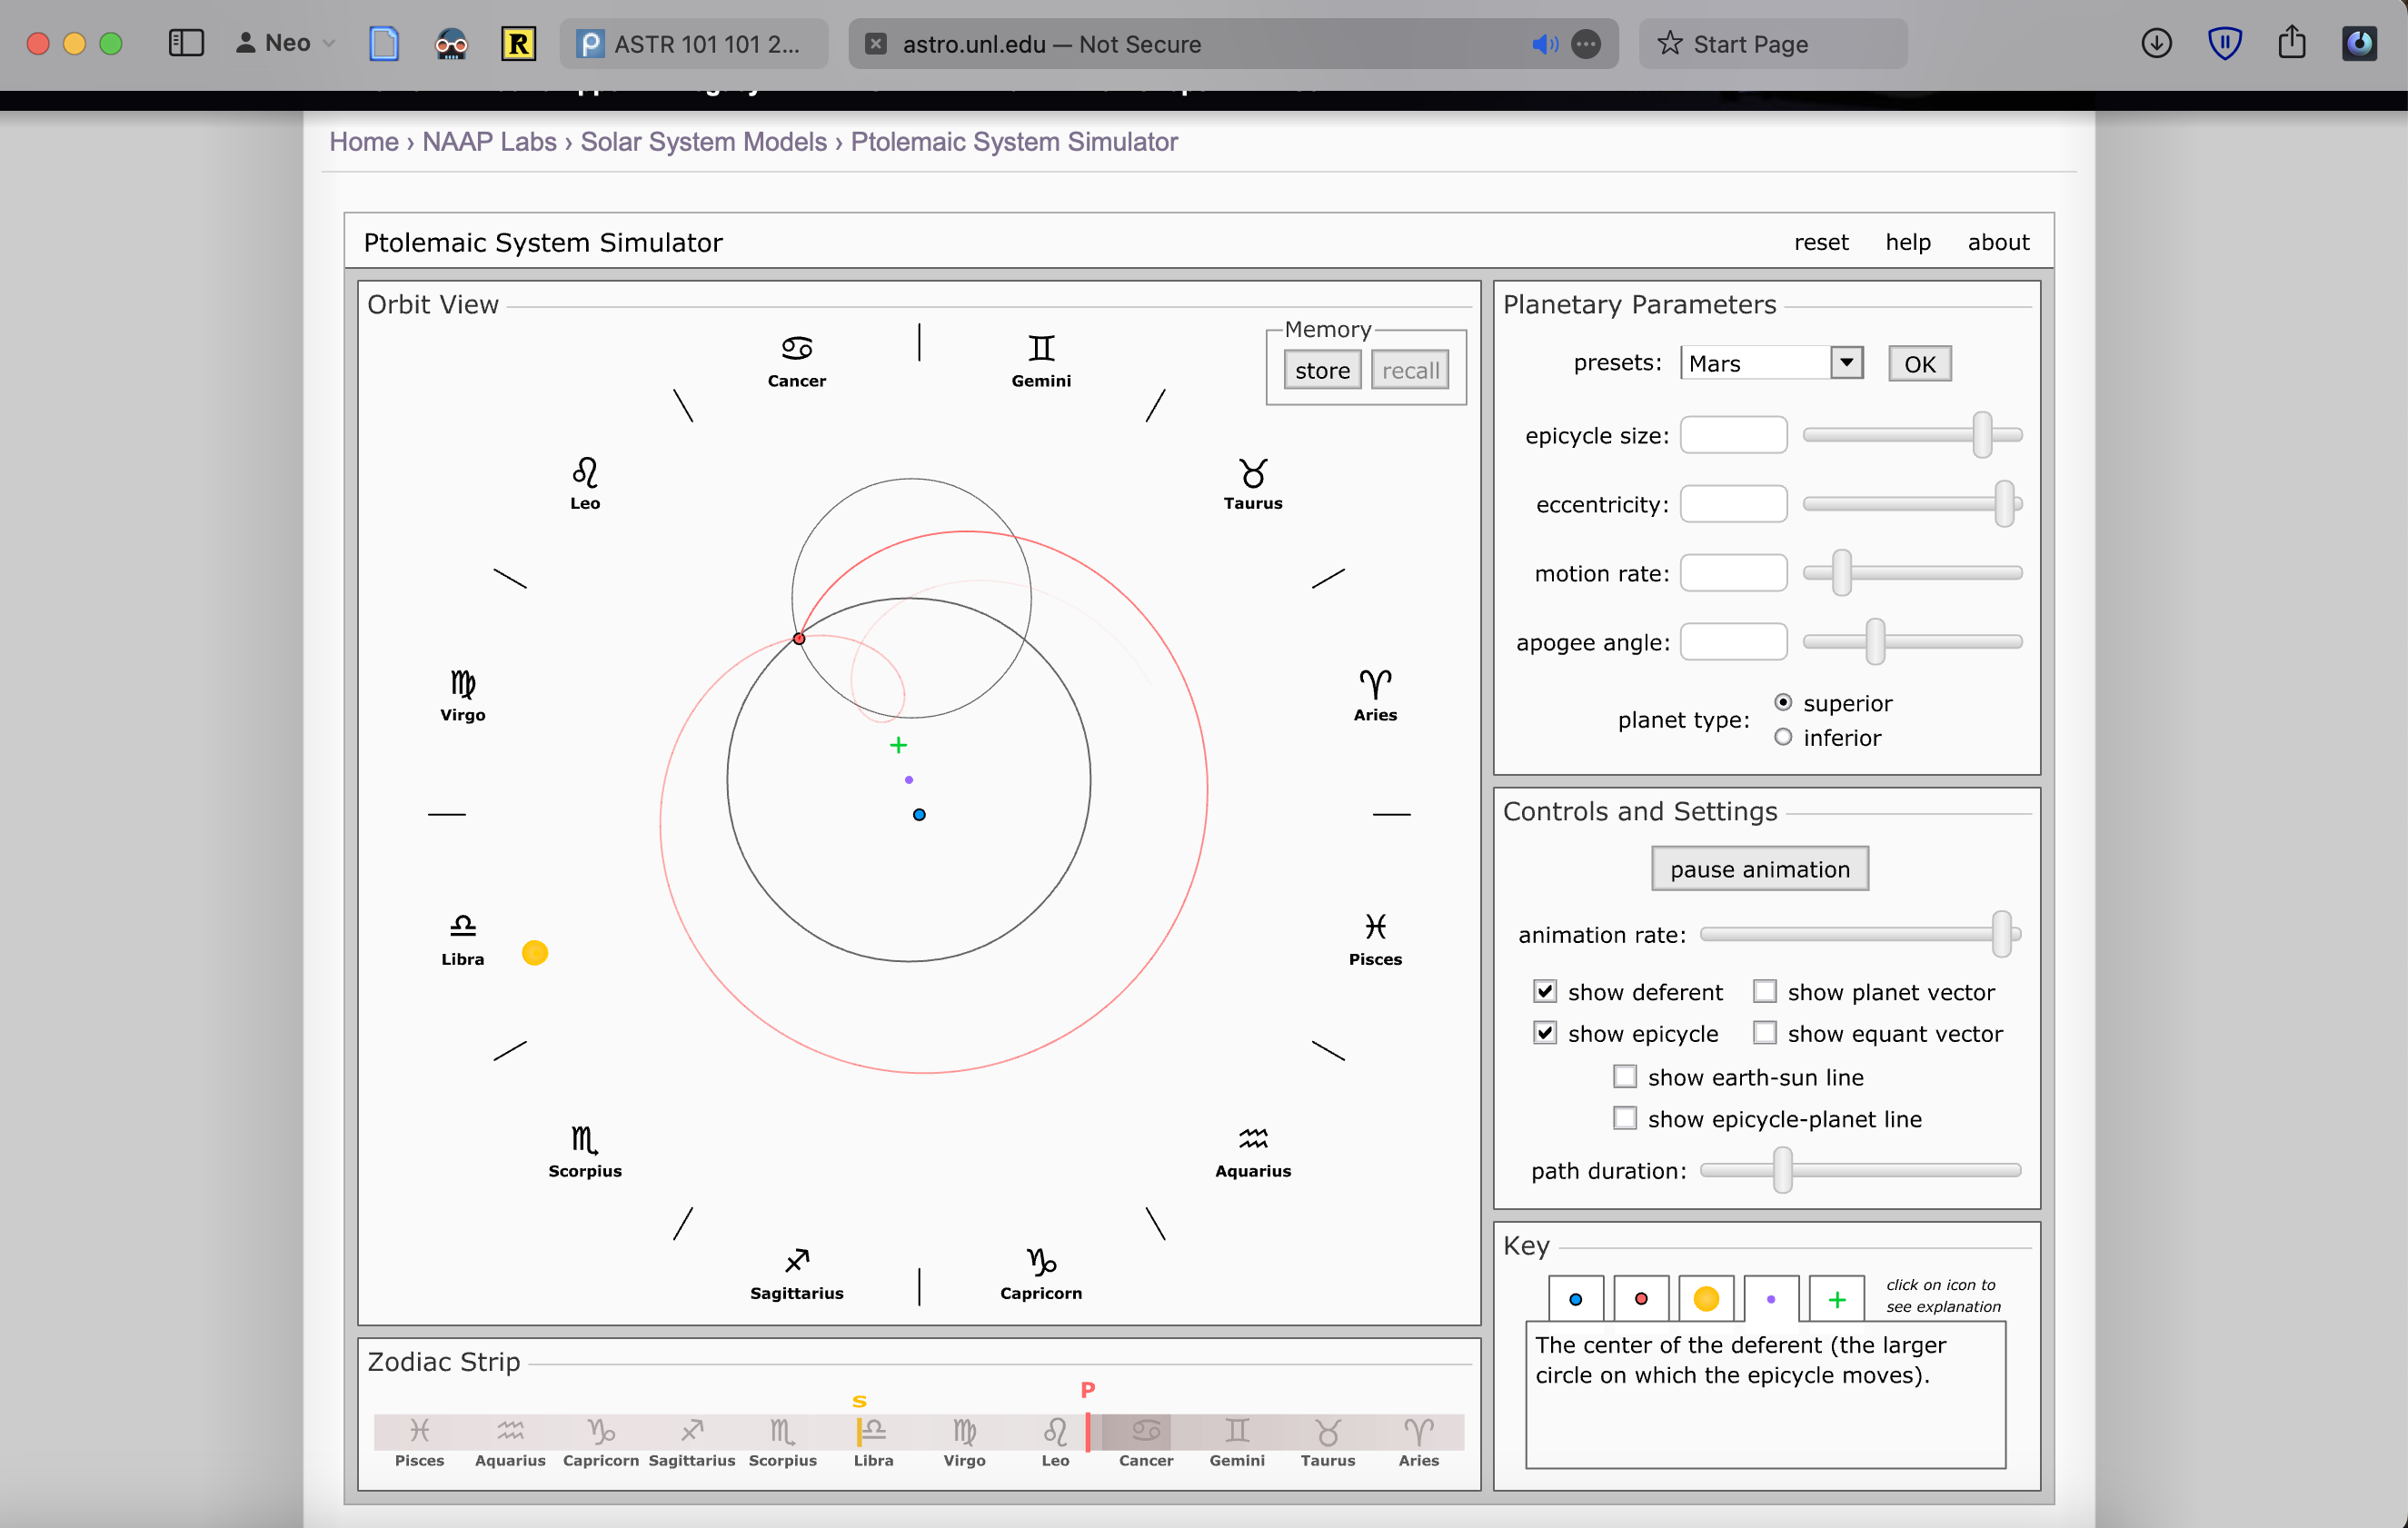 Neo
ASTR 101 101 2...
astro.unl.edu — Not Secure
Start Page
Home › NAAP Labs › Solar System Models › Ptolemaic System Simulator
Ptolemaic System Simulator
reset help about
Orbit View
Memory
store recall
Cancer
Gemini
Leo
Taurus
Virgo
Aries
Libra
Pisces
Scorpius
Aquarius
Sagittarius
Capricorn
Zodiac Strip
S
P
Pisces Aquarius Capricorn Sagittarius Scorpius Libra Virgo Leo Cancer Gemini Taurus Aries
Planetary Parameters
presets: Mars OK
epicycle size:
eccentricity:
motion rate:
apogee angle:
planet type:
superior
inferior
Controls and Settings
pause animation
animation rate:
show deferent show planet vector
show epicycle show equant vector
show earth-sun line
show epicycle-planet line
path duration:
Key
click on icon to
see explanation
The center of the deferent (the larger
circle on which the epicycle moves).